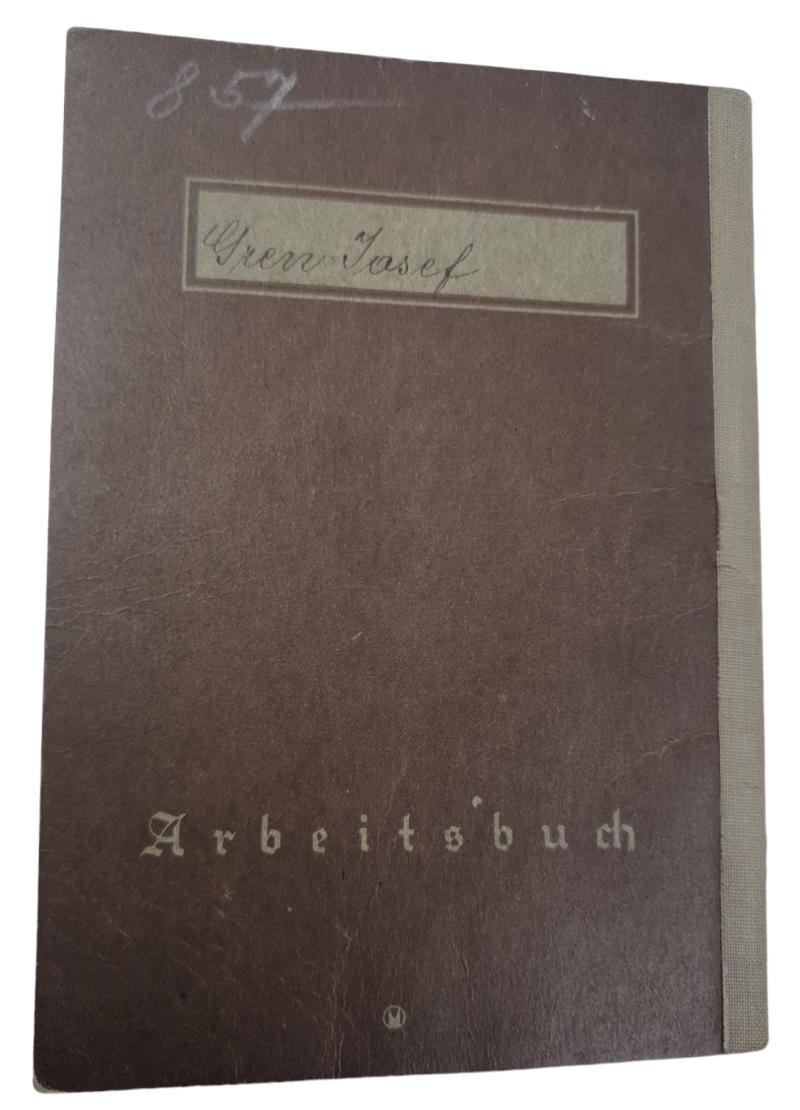 857
Gren Josef
Arbeitsbuch
M